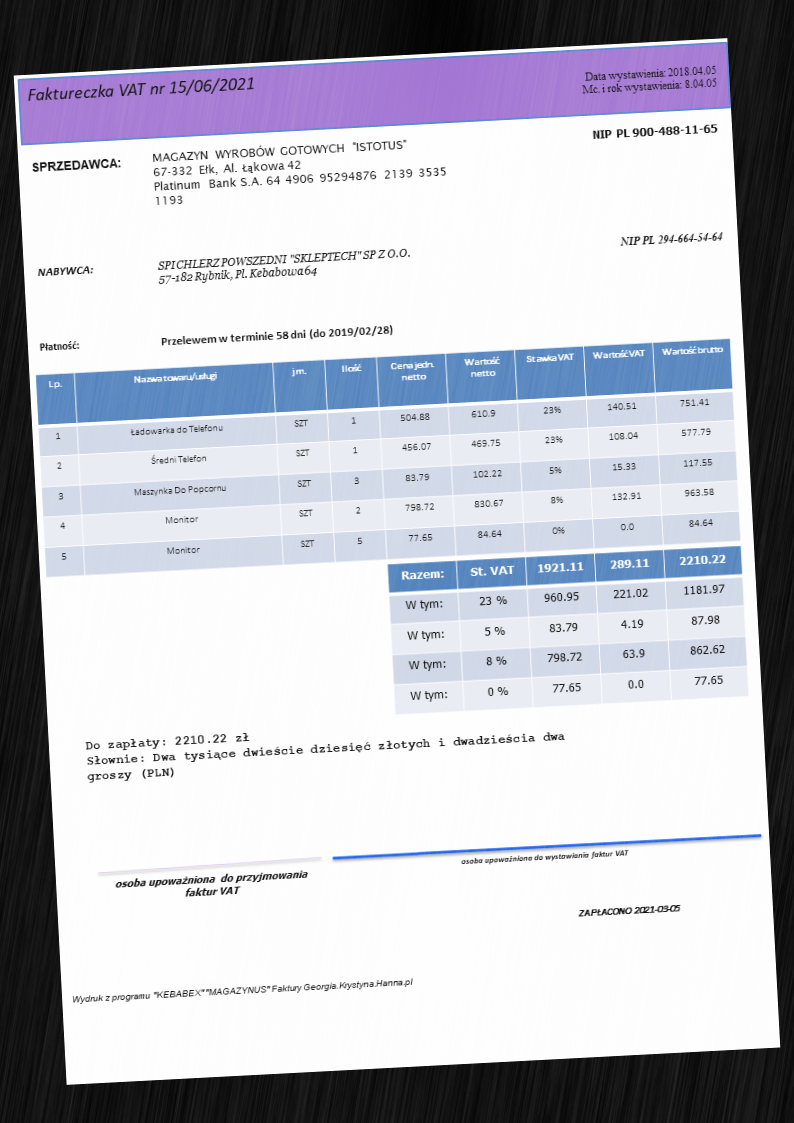 Faktureczka VAT nr 15/06/2021
Data wystawienia: 2018.04.05
Mc. i rok wystawienia: 8.04.05
NIP PL 900-488-11-65
SPRZEDAWCA:
MAGAZYN WYROBÓW GOTOWYCH "ISTOTUS"
67-332 Ełk, Al. Łąkowa 42
Platinum Bank S.A. 64 4906 95294876 2139 3535
1193
NIP PL 294-664-54-64
NABYWCA:
SPICHLERZ POWSZEDNI "SKLEPTECH" SP Z O.O.
57-182 Rybnik, Pl. Kebabowa 64
Płatność: Przelewem w terminie 58 dni (do 2019/02/28)
Lp. Nazwa towaru/usługi jm. Ilość Cena jedn. netto Wartość netto Stawka VAT Wartość VAT Wartość brutto
1 Ładowarka do Telefonu SZT 1 504.88 610.9 23% 140.51 751.41
2 Średni Telefon SZT 1 456.07 469.75 23% 108.04 577.79
3 Maszynka Do Popcornu SZT 3 83.79 102.22 5% 15.33 117.55
4 Monitor SZT 2 798.72 830.67 8% 132.91 963.58
5 Monitor SZT 5 77.65 84.64 0% 0.0 84.64
Razem: St. VAT 1921.11 289.11 2210.22
W tym: 23 % 960.95 221.02 1181.97
W tym: 5 % 83.79 4.19 87.98
W tym: 8 % 798.72 63.9 862.62
W tym: 0 % 77.65 0.0 77.65
Do zapłaty: 2210.22 zł
Słownie: Dwa tysiące dwieście dziesięć złotych i dwadzieścia dwa
groszy (PLN)
osoba upoważniona do wystawiania faktur VAT
osoba upoważniona do przyjmowania
faktur VAT
ZAPŁACONO 2021-03-05
Wydruk z programu "KEBABEX" "MAGAZYNUS" Faktury Georgia.Krystyna.Hanna.pl